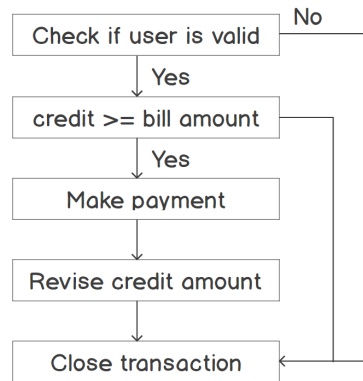 No
Check if user is valid
Yes
credit >= bill amount
Yes
Make payment
Revise credit amount
Close transaction